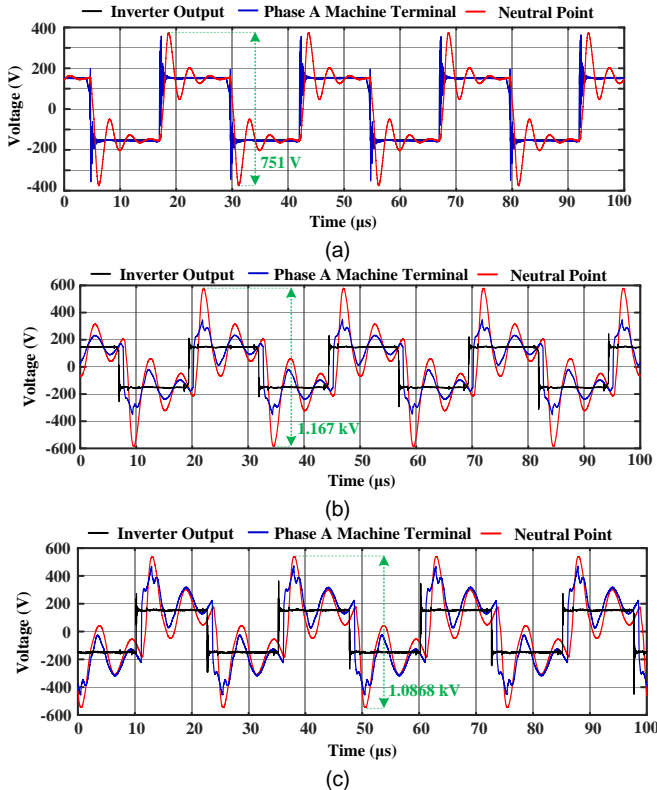 Inverter Output Phase A Machine Terminal Neutral Point
Voltage (V)
400
200
0
-200
-400
751 V
0 10 20 30 40 50 60 70 80 90 100
Time (µs)
(a)
Inverter Output Phase A Machine Terminal Neutral Point
Voltage (V)
600
400
200
0
-200
-400
-600
1.167 kV
0 10 20 30 40 50 60 70 80 90 100
Time (µs)
(b)
Inverter Output Phase A Machine Terminal Neutral Point
Voltage (V)
600
400
200
0
-200
-400
-600
1.0868 kV
0 10 20 30 40 50 60 70 80 90 100
Time (µs)
(c)